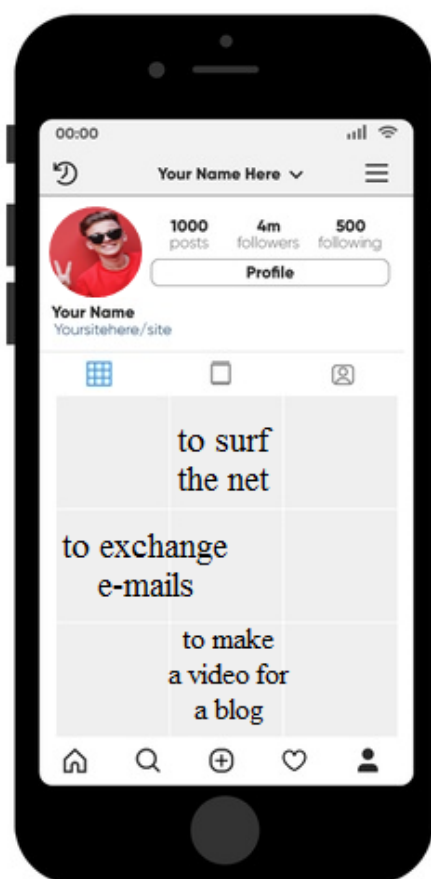 00:00
Your Name Here
1000 4m 500
posts followers following
Profile
Your Name
Yoursitehere/site
to surf
the net
to exchange
e-mails
to make
a video for
a blog